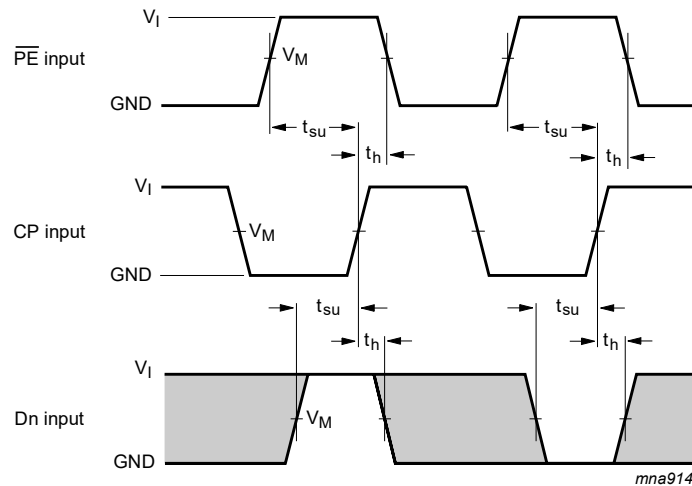 V_I
PE input
V_M
GND
t_su
t_su
t_h
t_h
V_I
CP input
V_M
GND
t_su
t_su
t_h
t_h
V_I
Dn input
V_M
GND
mna914